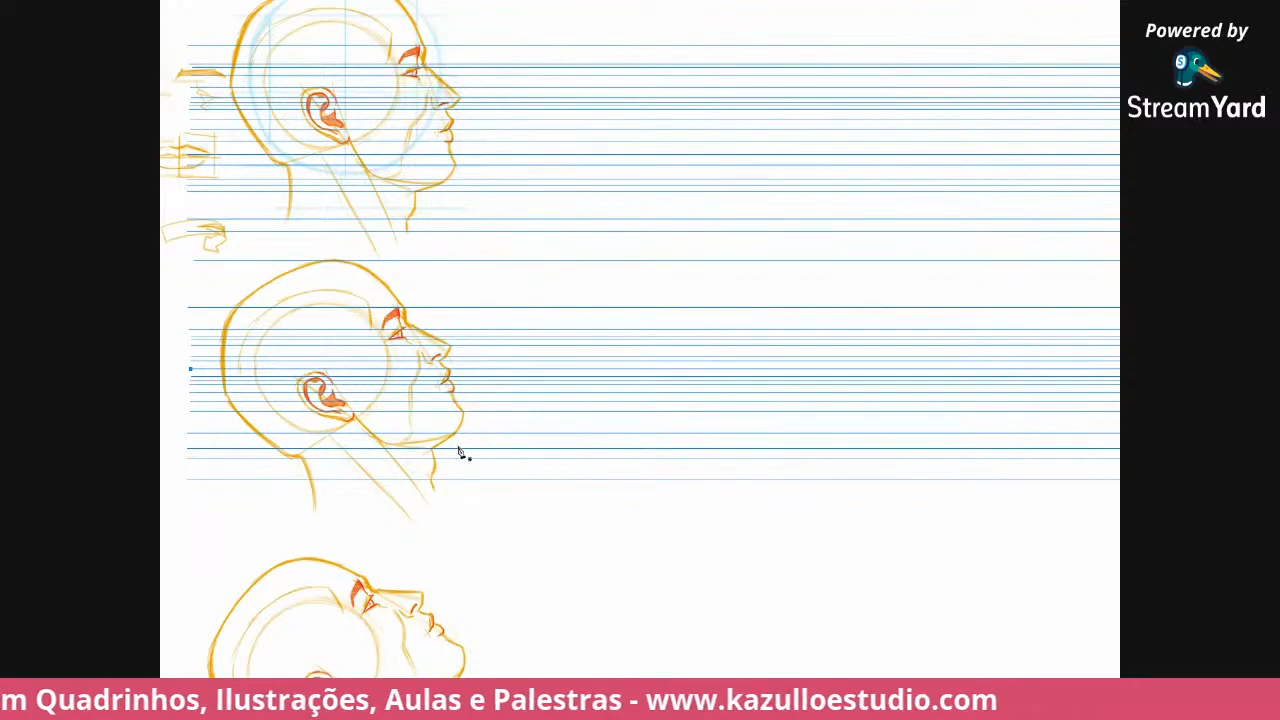 Powered by
StreamYard
m Quadrinhos, Ilustrações, Aulas e Palestras - www.kazulloestudio.com